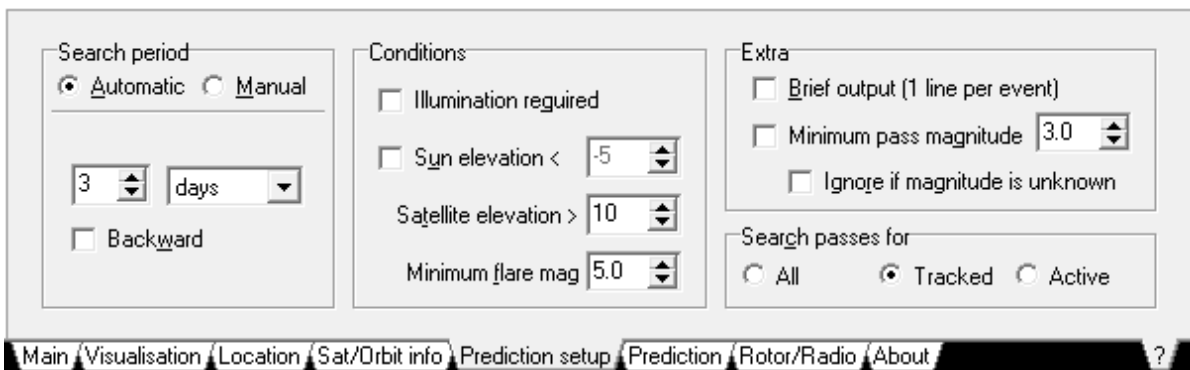 Search period
Automatic Manual
3 days
Backward
Conditions
Illumination reguired
Sun elevation < -5
Satellite elevation > 10
Minimum flare mag 5.0
Extra
Brief output (1 line per event)
Minimum pass magnitude 3.0
Ignore if magnitude is unknown
Search passes for
All Tracked Active
Main Visualisation Location Sat/Orbit info Prediction setup Prediction Rotor/Radio About ?